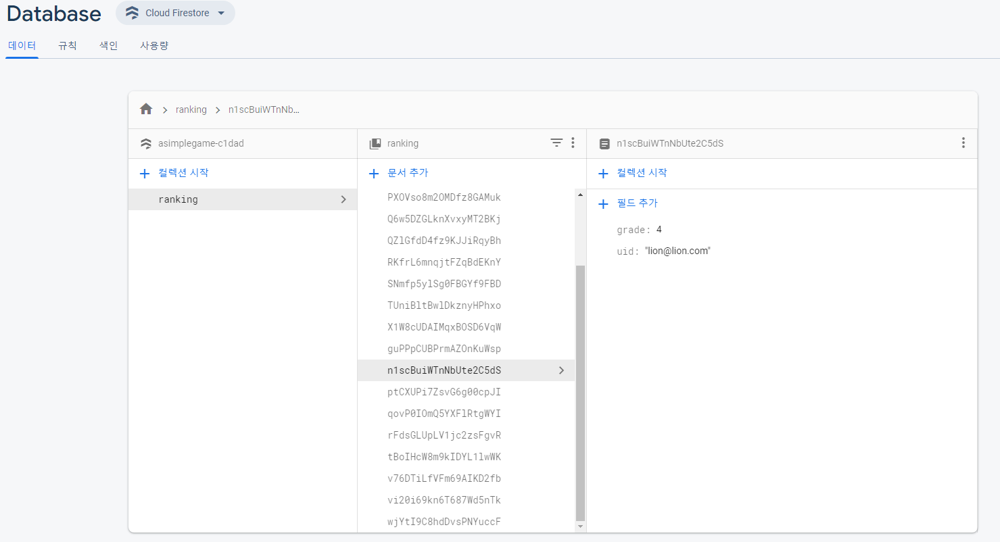 Database
Cloud Firestore
데이터 규칙 색인 사용량
ranking n1scBuiWTnNb...
asimplegame-c1dad
컬렉션 시작
ranking
ranking
문서 추가
PXOVso8m2OMDfz8GAMuk
Q6w5DZGLknXvxyMT2BKj
QZlGfdD4fz9KJJiRqyBh
RKfrL6mnqjtFZqBdEKnY
SNmfp5ylSg0FBGYf9FBD
TUniBltBwlDkznyHPhxo
X1W8cUDAIMqxBOSD6VqW
guPPpCUBPrmAZOnKuWsp
n1scBuiWTnNbUte2C5dS
ptCXUPi7ZsvG6g00cpJI
qovP0IOmQ5YXFlRtgWYI
rFdsGLUpLV1jc2zsFgvR
tBoIHcW8m9kIDYL1lwWK
v76DTiLfVFm69AIKD2fb
vi20i69kn6T687Wd5nTk
wjYtI9C8hdDvsPNYuccF
n1scBuiWTnNbUte2C5dS
컬렉션 시작
필드 추가
grade: 4
uid: "lion@lion.com"